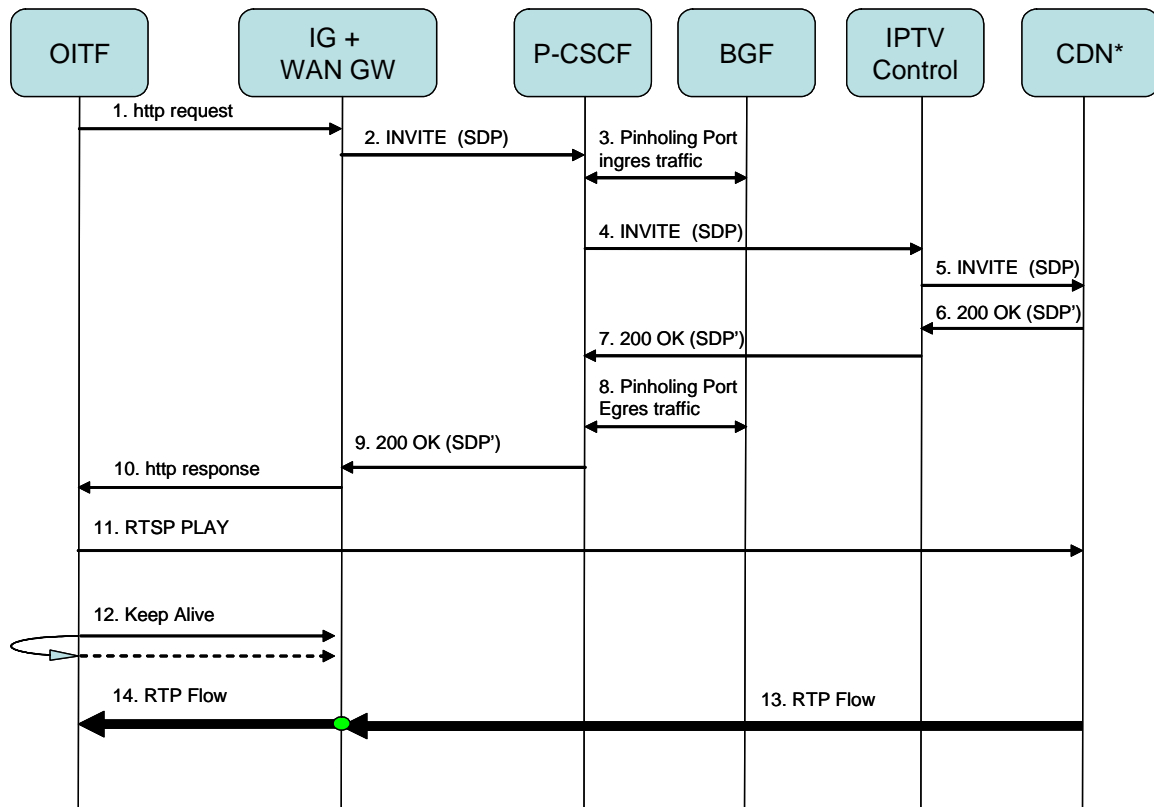 OITF
IG +
WAN GW
P-CSCF
BGF
IPTV
Control
CDN*
1. http request
2. INVITE (SDP)
3. Pinholing Port
ingres traffic
4. INVITE (SDP)
5. INVITE (SDP)
6. 200 OK (SDP')
7. 200 OK (SDP')
8. Pinholing Port
Egres traffic
9. 200 OK (SDP')
10. http response
11. RTSP PLAY
12. Keep Alive
14. RTP Flow
13. RTP Flow